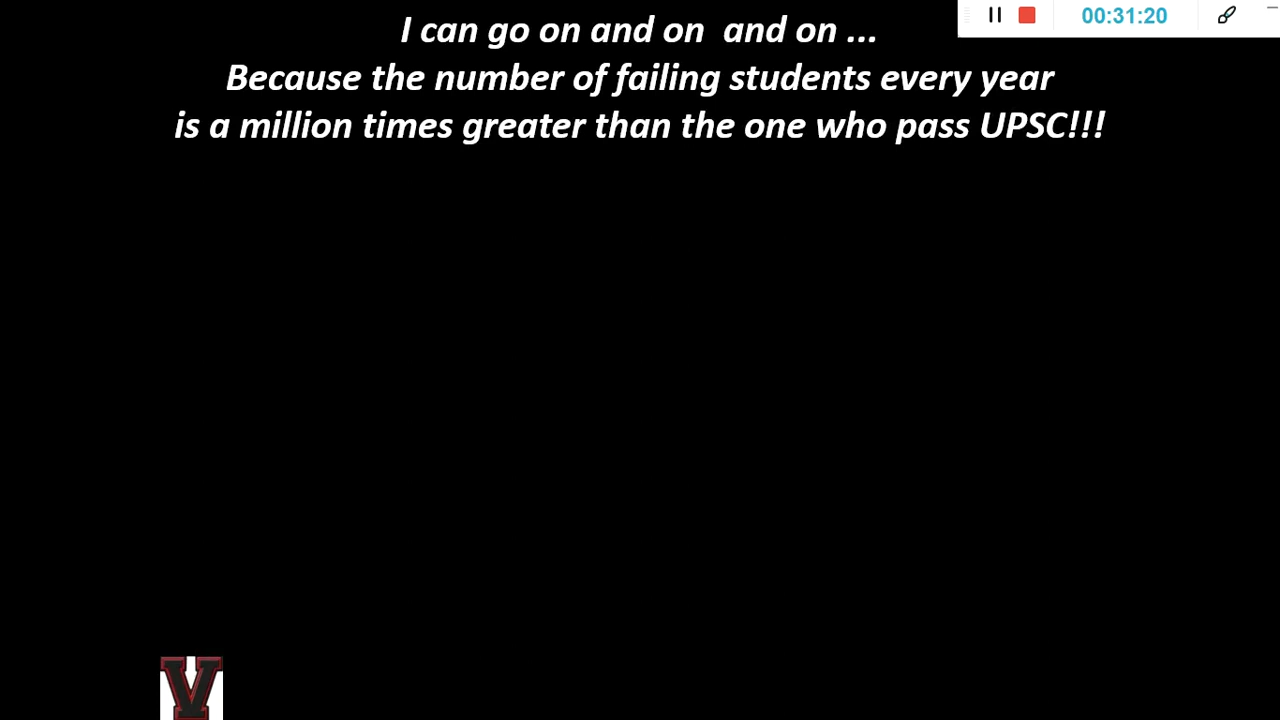 I can go on and on and on ...
00:31:20
Because the number of failing students every year
is a million times greater than the one who pass UPSC!!!
V